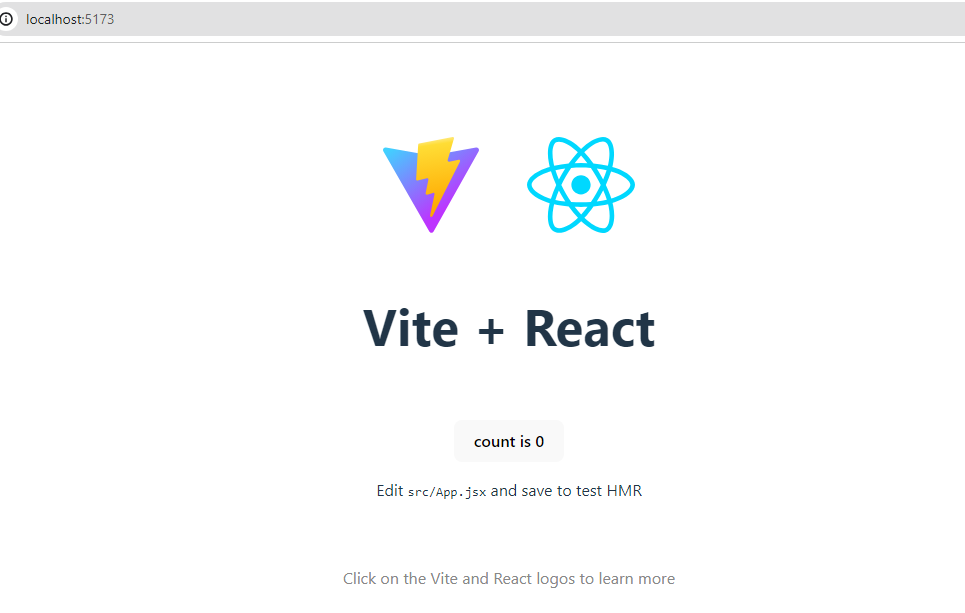 localhost:5173
Vite + React
count is 0
Edit src/App.jsx and save to test HMR
Click on the Vite and React logos to learn more